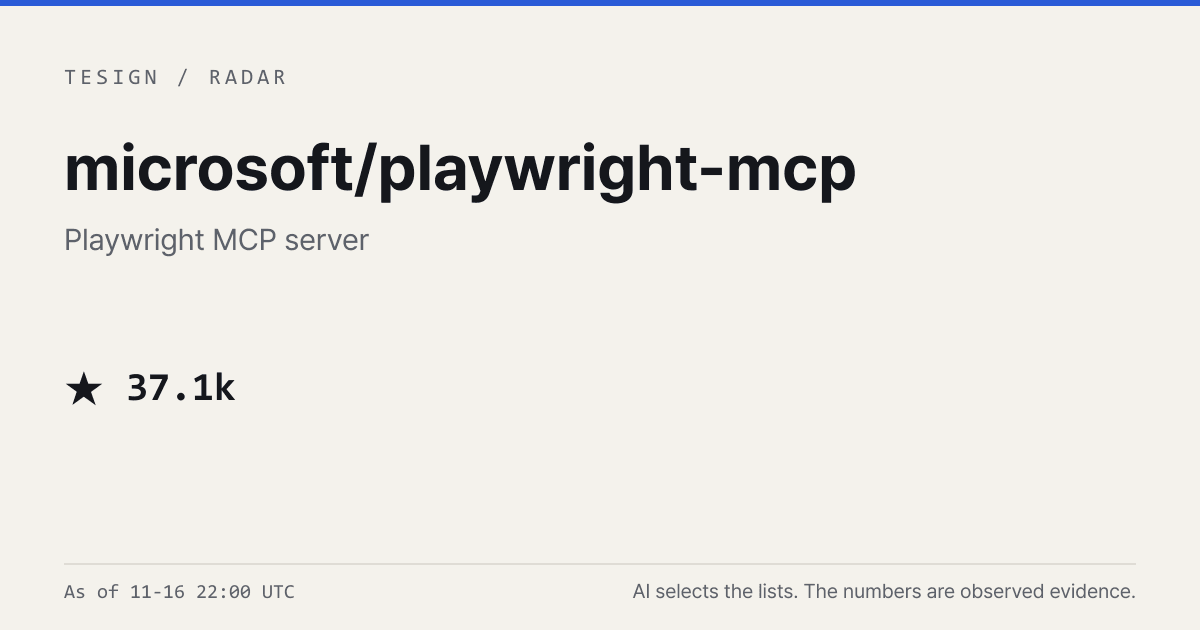 TESIGN / RADAR
microsoft/playwright-mcp
Playwright MCP server
★ 37.1k
As of 11-16 22:00 UTC
AI selects the lists. The numbers are observed evidence.